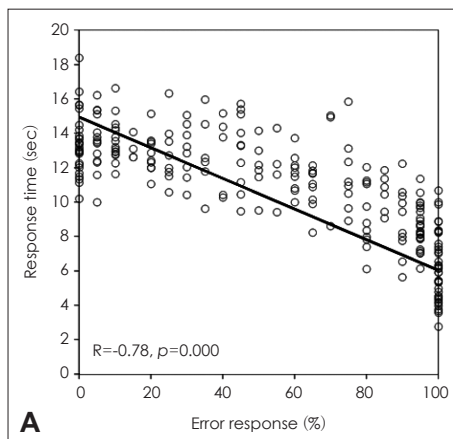 20
18
16
14
12
10
8
6
4
2
0
Response time (sec)
R=-0.78, p=0.000
0 20 40 60 80 100
A Error response (%)